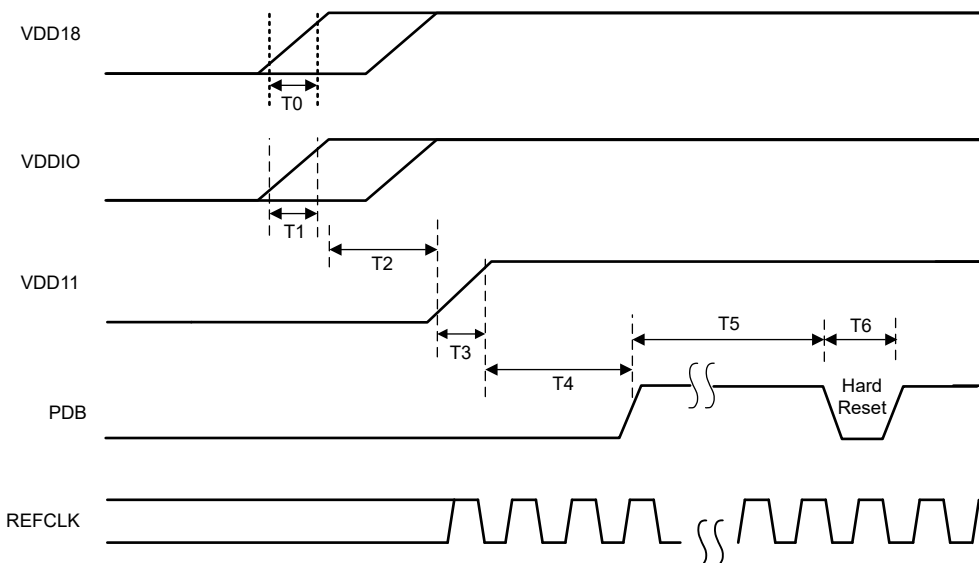 VDD18
T0
VDDIO
T1
T2
VDD11
T3
T5
T6
T4
Hard
Reset
PDB
REFCLK